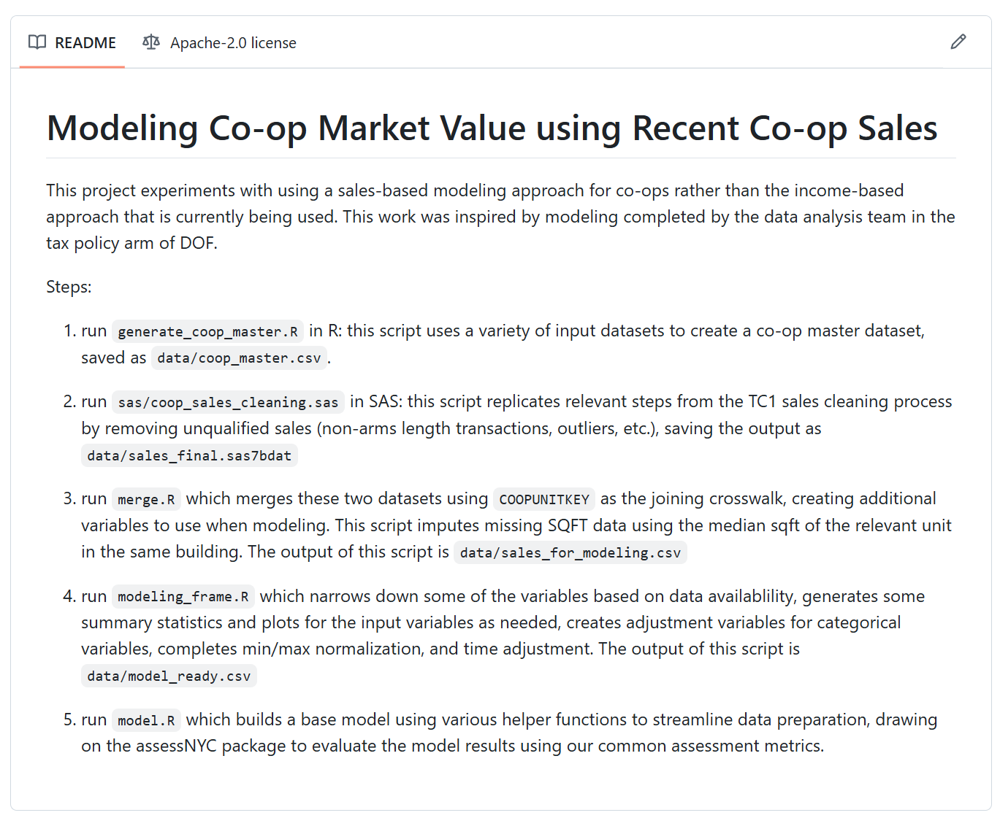 README
Apache-2.0 license
Modeling Co-op Market Value using Recent Co-op Sales
This project experiments with using a sales-based modeling approach for co-ops rather than the income-based
approach that is currently being used. This work was inspired by modeling completed by the data analysis team in the
tax policy arm of DOF.
Steps:
1. run generate_coop_master.R in R: this script uses a variety of input datasets to create a co-op master dataset,
saved as data/coop_master.csv.
2. run sas/coop_sales_cleaning.sas in SAS: this script replicates relevant steps from the TC1 sales cleaning process
by removing unqualified sales (non-arms length transactions, outliers, etc.), saving the output as
data/sales_final.sas7bdat
3. run merge.R which merges these two datasets using COOPUNITKEY as the joining crosswalk, creating additional
variables to use when modeling. This script imputes missing SQFT data using the median sqft of the relevant unit
in the same building. The output of this script is data/sales_for_modeling.csv
4. run modeling_frame.R which narrows down some of the variables based on data availablility, generates some
summary statistics and plots for the input variables as needed, creates adjustment variables for categorical
variables, completes min/max normalization, and time adjustment. The output of this script is
data/model_ready.csv
5. run model.R which builds a base model using various helper functions to streamline data preparation, drawing
on the assessNYC package to evaluate the model results using our common assessment metrics.